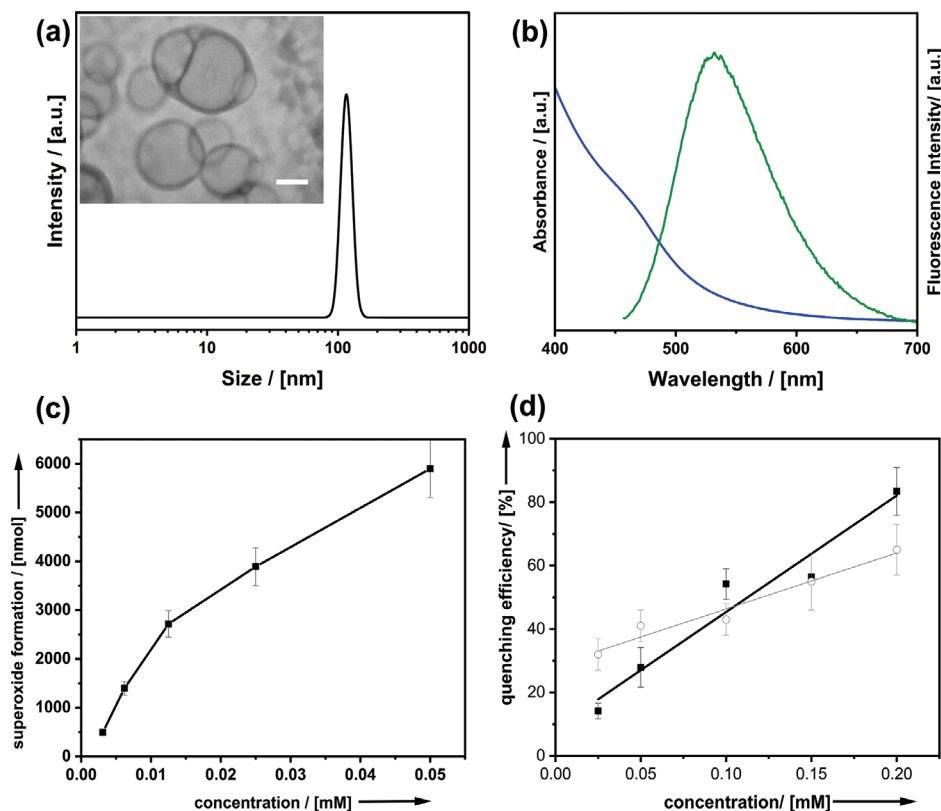 (a)
Intensity / [a.u.]
1
10
100
1000
Size / [nm]
(b)
Absorbance / [a.u.]
Fluorescence Intensity/ [a.u.]
400
500
600
700
Wavelength / [nm]
(c)
superoxide formation / [nmol]
6000
5000
4000
3000
2000
1000
0
0.00
0.01
0.02
0.03
0.04
0.05
concentration / [mM]
(d)
quenching efficiency/ [%]
100
80
60
40
20
0
0.00
0.05
0.10
0.15
0.20
concentration/ [mM]